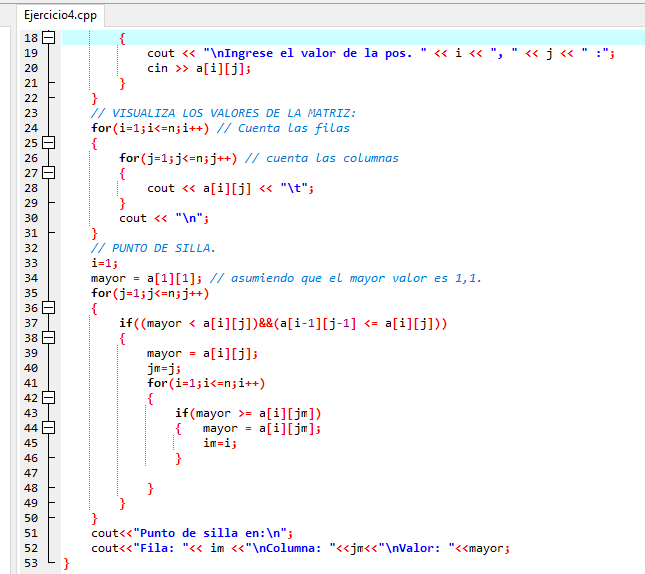 Ejercicio4.cpp
18 {
19 cout << "\nIngrese el valor de la pos. " << i << ", " << j << " :";
20 cin >> a[i][j];
21 }
22 }
23 // VISUALIZA LOS VALORES DE LA MATRIZ:
24 for(i=1;i<=n;i++) // Cuenta las filas
25 {
26 for(j=1;j<=n;j++) // cuenta las columnas
27 {
28 cout << a[i][j] << "\t";
29 }
30 cout << "\n";
31 }
32 // PUNTO DE SILLA.
33 i=1;
34 mayor = a[1][1]; // asumiendo que el mayor valor es 1,1.
35 for(j=1;j<=n;j++)
36 {
37 if((mayor < a[i][j])&&(a[i-1][j-1] <= a[i][j]))
38 {
39 mayor = a[i][j];
40 jm=j;
41 for(i=1;i<=n;i++)
42 {
43 if(mayor >= a[i][jm])
44 { mayor = a[i][jm];
45 im=i;
46 }
47
48 }
49 }
50 }
51 cout<<"Punto de silla en:\n";
52 cout<<"Fila: "<< im <<"\nColumna: "<<jm<<"\nValor: "<<mayor;
53 }